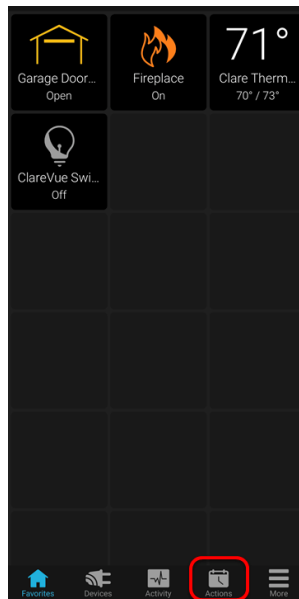 Garage Door...
Open
Fireplace
On
71°
Clare Therm...
70° / 73°
ClareVue Swi...
Off
Favorites
Devices
Activity
Actions
More